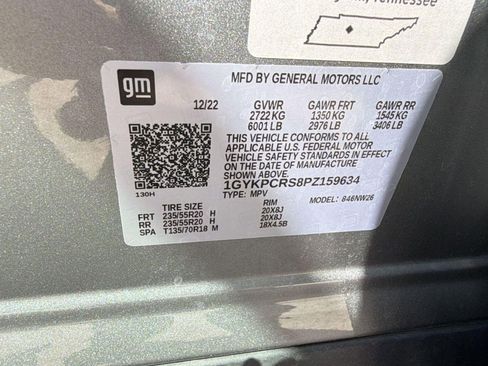 Tennessee
gm
MFD BY GENERAL MOTORS LLC
12/22 GVWR GAWR FRT GAWR RR
2722 KG 1350 KG 1545 KG
6001 LB 2976 LB 3406 LB
THIS VEHICLE CONFORMS TO ALL
APPLICABLE U.S. FEDERAL MOTOR
VEHICLE SAFETY STANDARDS IN EFFECT
ON THE DATE OF MANUFACTURE
SHOWN ABOVE.
1GYKPCRS8PZ159634
130H TYPE: MPV MODEL: 846NW26
TIRE SIZE RIM
FRT 235/55R20 H 20X8J
RR 235/55R20 H 20X8J
SPA T135/70R18 M 18X4.5B